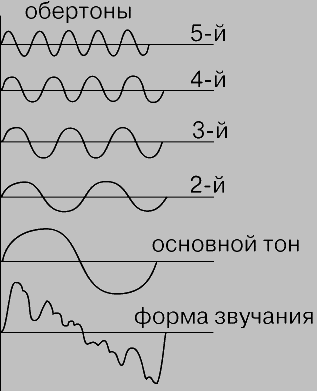 обертоны
5-й
4-й
3-й
2-й
основной тон
форма звучания